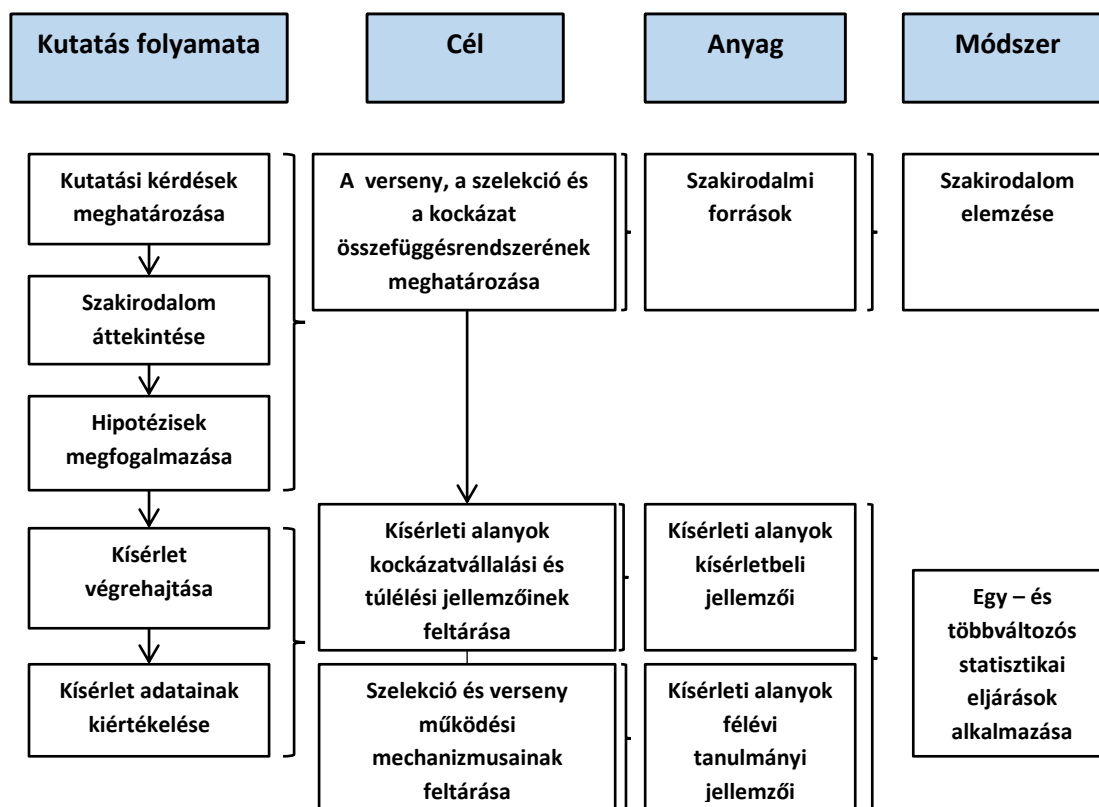 Kutatás folyamata
Cél
Anyag
Módszer
Kutatási kérdések
meghatározása
A verseny, a szelekció és
a kockázat
összefüggésrendszerének
meghatározása
Szakirodalmi
források
Szakirodalom
elemzése
Szakirodalom
áttekintése
Hipotézisek
megfogalmazása
Kísérlet
végrehajtása
Kísérleti alanyok
kockázatvállalási és
túlélési jellemzőinek
feltárása
Kísérleti alanyok
kísérletbeli
jellemzői
Egy – és
többváltozós
statisztikai
eljárások
alkalmazása
Kísérlet adatainak
kiértékelése
Szelekció és verseny
működési
mechanizmusainak
feltárása
Kísérleti alanyok
félévi
tanulmányi
jellemzői